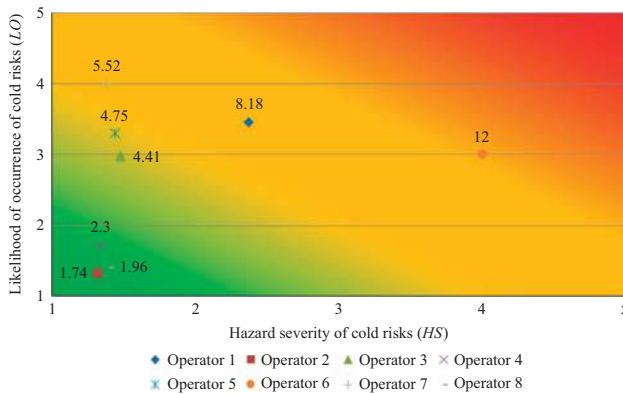 Likelihood of occurrence of cold risks (LO)
5
4
3
2
1
5.52
4.75
4.41
8.18
12
2.3
1.74
1.96
1 2 3 4 5
Hazard severity of cold risks (HS)
Operator 1 Operator 2 Operator 3 Operator 4
Operator 5 Operator 6 Operator 7 Operator 8